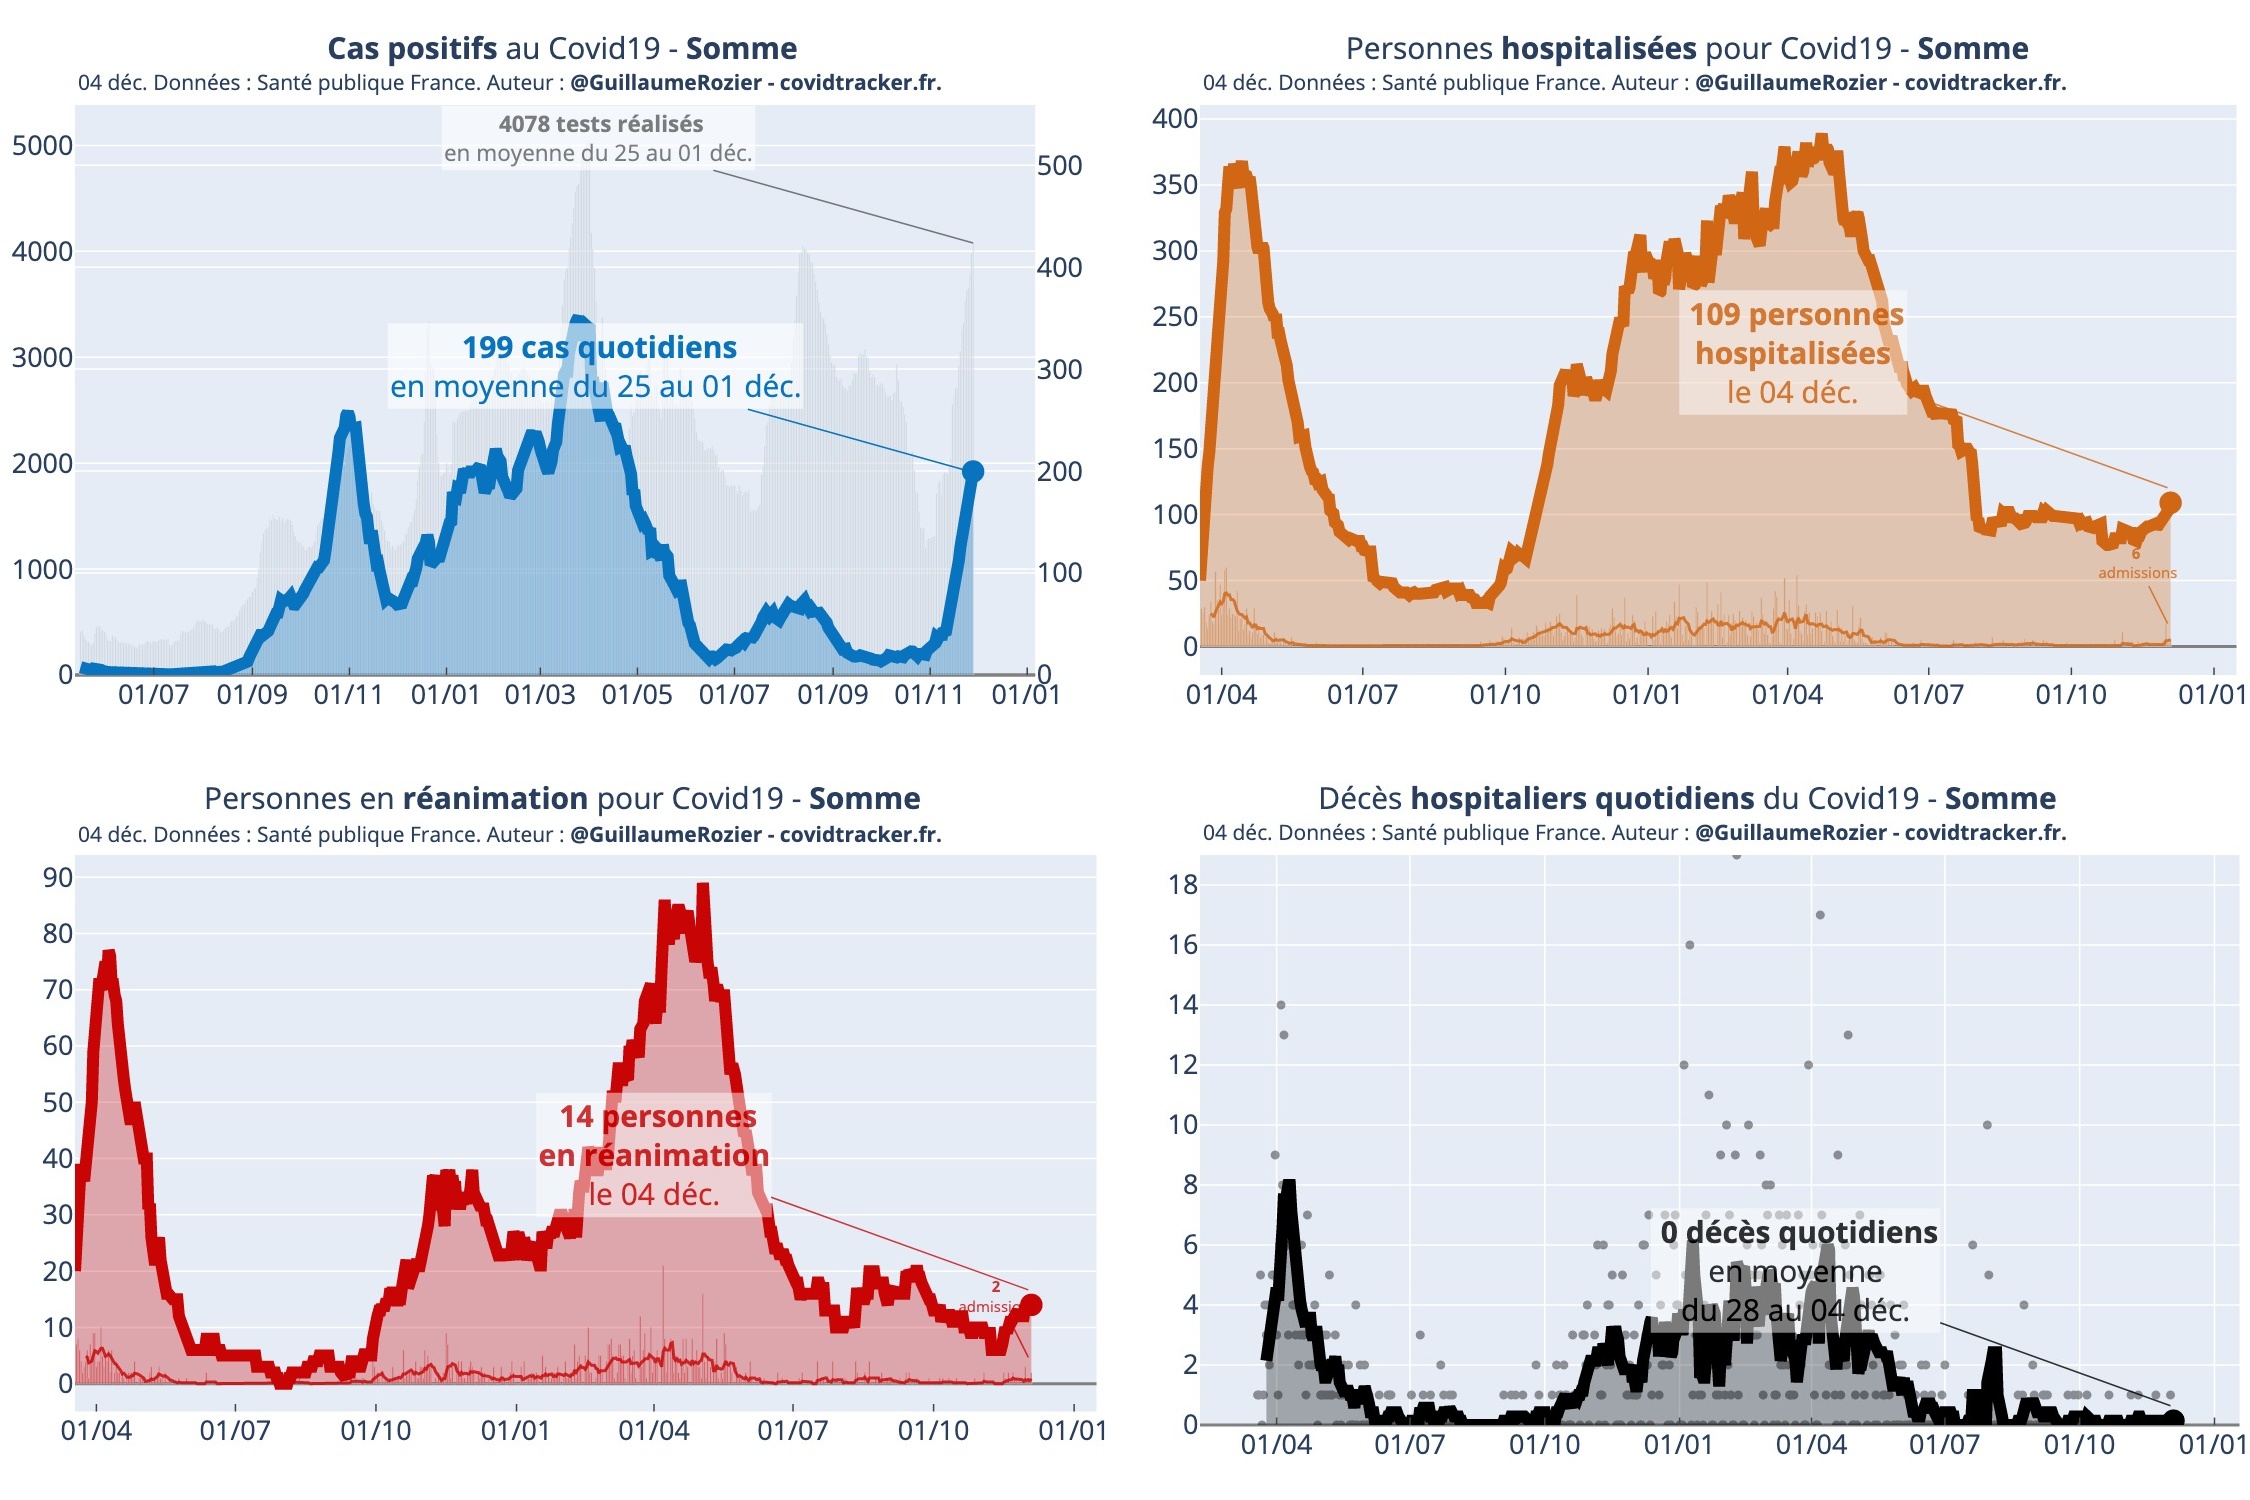 Cas positifs au Covid19 - Somme
04 déc. Données : Santé publique France. Auteur : @GuillaumeRozier - covidtracker.fr.
4078 tests réalisés
en moyenne du 25 au 01 déc.
199 cas quotidiens
en moyenne du 25 au 01 déc.
5000
4000
3000
2000
1000
0
500
400
300
200
100
0
01/07 01/09 01/11 01/01 01/03 01/05 01/07 01/09 01/11 01/01
Personnes hospitalisées pour Covid19 - Somme
04 déc. Données : Santé publique France. Auteur : @GuillaumeRozier - covidtracker.fr.
400
350
300
250
200
150
100
50
0
109 personnes
hospitalisées
le 04 déc.
6
admissions
01/04 01/07 01/10 01/01 01/04 01/07 01/10 01/01
Personnes en réanimation pour Covid19 - Somme
04 déc. Données : Santé publique France. Auteur : @GuillaumeRozier - covidtracker.fr.
90
80
70
60
50
40
30
20
10
0
14 personnes
en réanimation
le 04 déc.
2
admissio
01/04 01/07 01/10 01/01 01/04 01/07 01/10 01/01
Décès hospitaliers quotidiens du Covid19 - Somme
04 déc. Données : Santé publique France. Auteur : @GuillaumeRozier - covidtracker.fr.
18
16
14
12
10
8
6
4
2
0
0 décès quotidiens
en moyenne
du 28 au 04 déc.
01/04 01/07 01/10 01/01 01/04 01/07 01/10 01/01